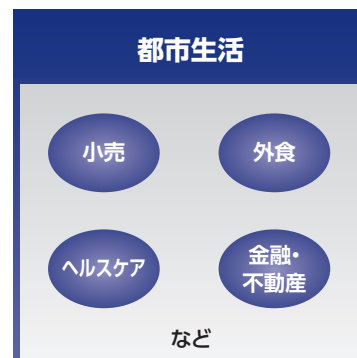 都市生活
小売
外食
ヘルスケア
金融・
不動産
など